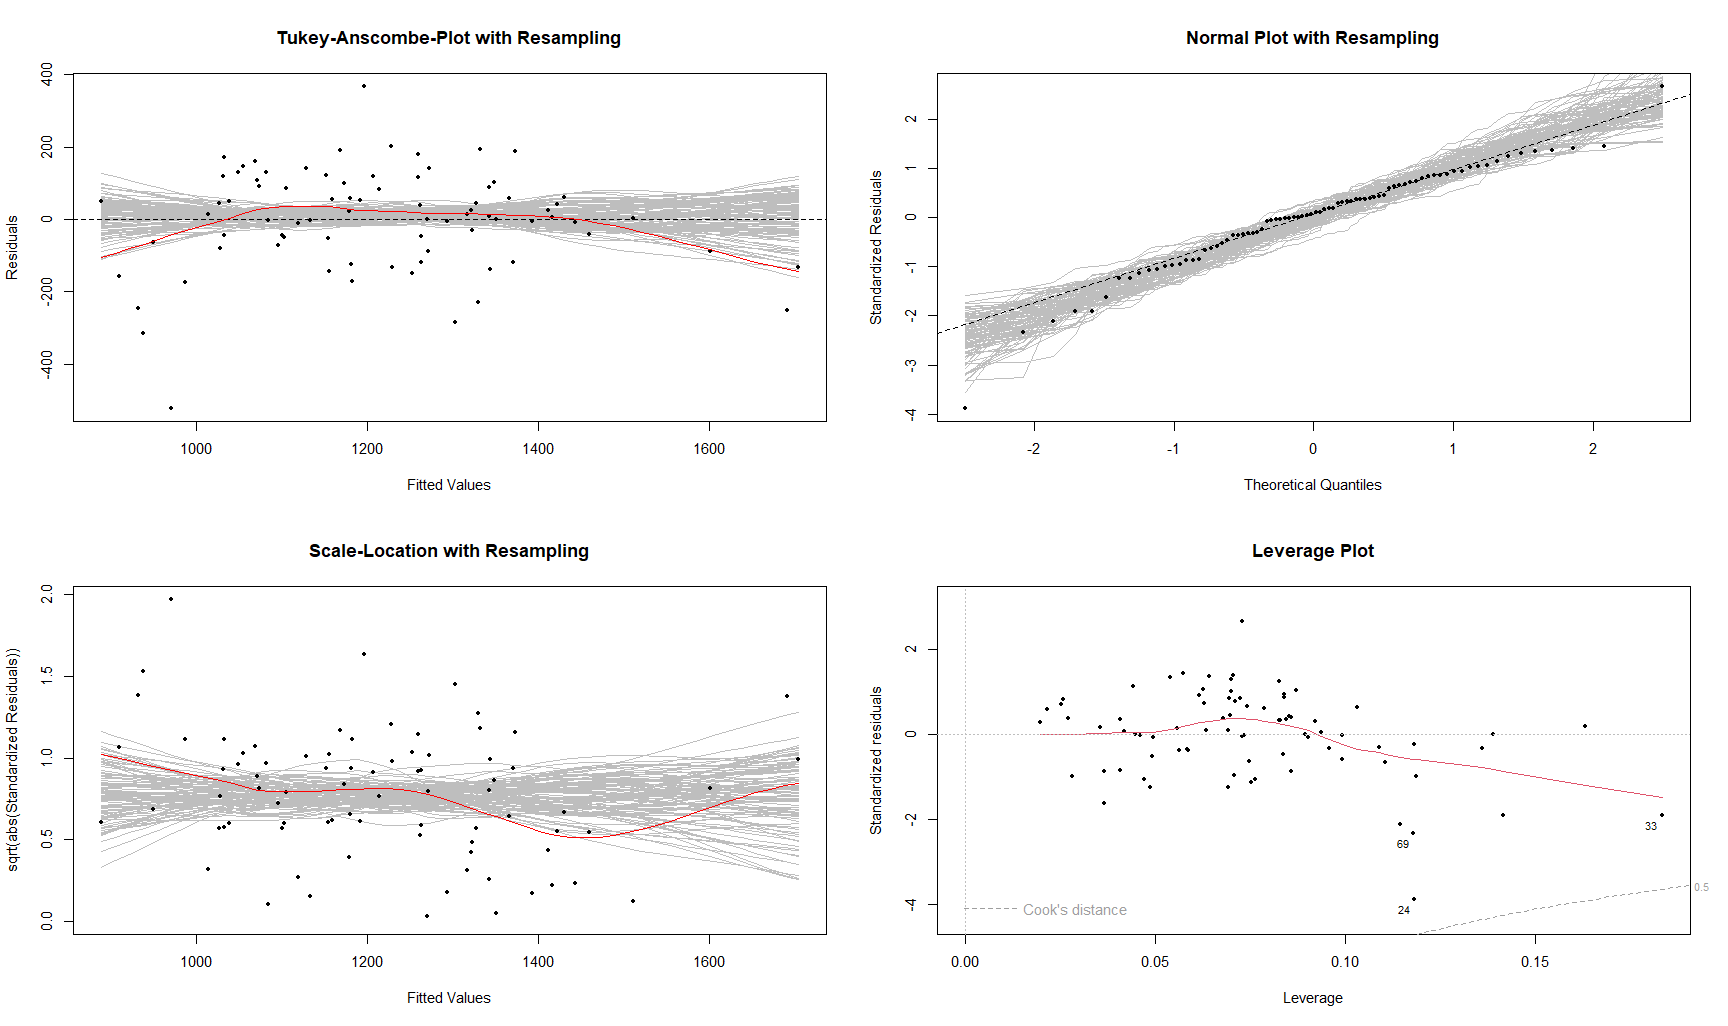 Tukey-Anscombe-Plot with Resampling
Residuals
400
200
0
-200
-400
1000 1200 1400 1600
Fitted Values
Normal Plot with Resampling
Standardized Residuals
2
1
0
-1
-2
-3
-4
-2 -1 0 1 2
Theoretical Quantiles
Scale-Location with Resampling
sqrt(abs(Standardized Residuals))
2.0
1.5
1.0
0.5
0.0
1000 1200 1400 1600
Fitted Values
Leverage Plot
Standardized residuals
2
0
-2
-4
33
69
24
0.5
Cook's distance
0.00 0.05 0.10 0.15
Leverage